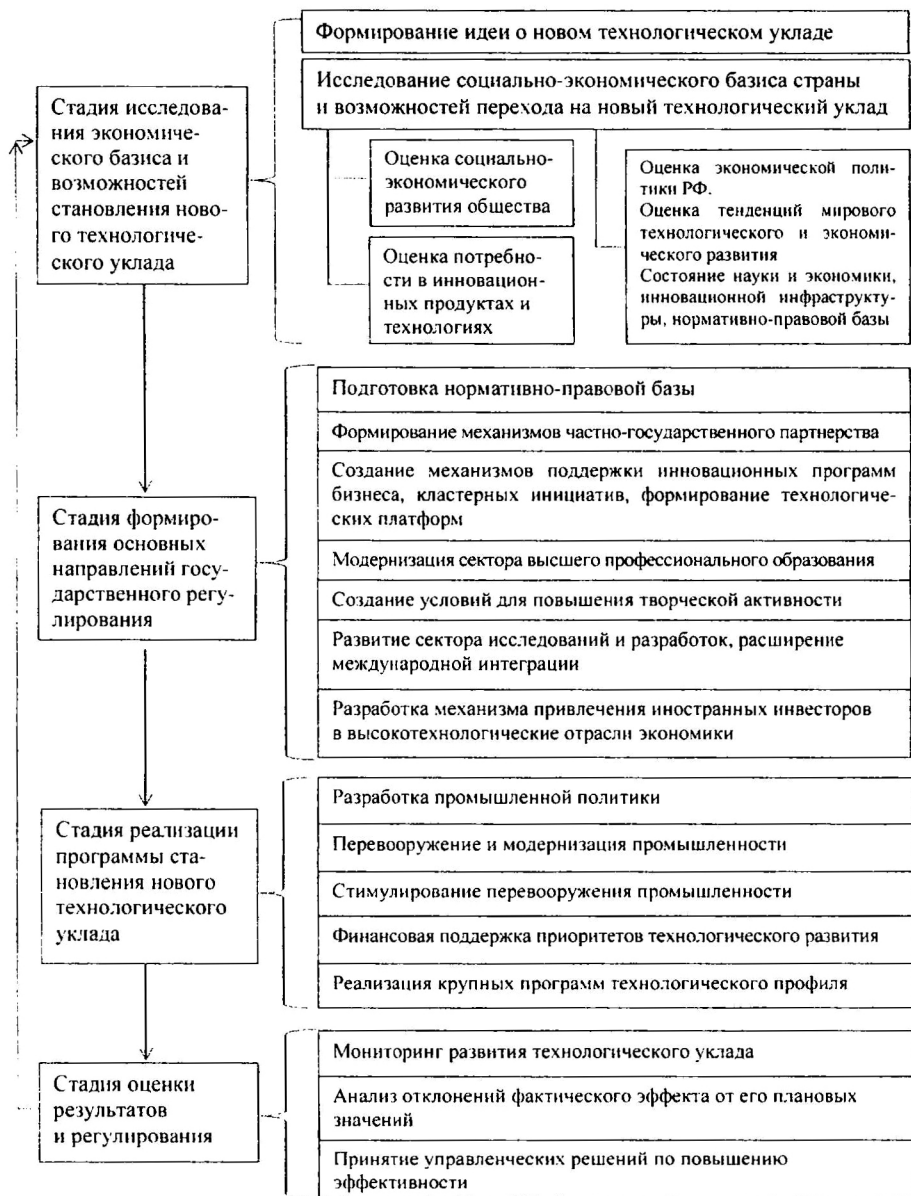 Формирование идеи о новом технологическом укладе
Исследование социально-экономического базиса страны
и возможностей перехода на новый технологический уклад
Стадия исследова-
ния экономиче-
ского базиса и
возможностей
становления ново-
го технологиче-
ского уклада
Оценка социально-
экономического
развития общества
Оценка потребно-
сти в инновацион-
ных продуктах и
технологиях
Оценка экономической поли-
тики РФ.
Оценка тенденций мирового
технологического и экономи-
ческого развития
Состояние науки и экономики,
инновационной инфраструкту-
ры, нормативно-правовой базы
Стадия формиро-
вания основных
направлений госу-
дарственного регу-
лирования
Подготовка нормативно-правовой базы
Формирование механизмов частно-государственного партнерства
Создание механизмов поддержки инновационных программ
бизнеса, кластерных инициатив, формирование технологиче-
ских платформ
Модернизация сектора высшего профессионального образования
Создание условий для повышения творческой активности
Развитие сектора исследований и разработок, расширение
международной интеграции
Разработка механизма привлечения иностранных инвесторов
в высокотехнологические отрасли экономики
Стадия реализации
программы ста-
новления нового
технологического
уклада
Разработка промышленной политики
Перевооружение и модернизация промышленности
Стимулирование перевооружения промышленности
Финансовая поддержка приоритетов технологического развития
Реализация крупных программ технологического профиля
Стадия оценки
результатов
и регулирования
Мониторинг развития технологического уклада
Анализ отклонений фактического эффекта от его плановых
значений
Принятие управленческих решений по повышению
эффективности